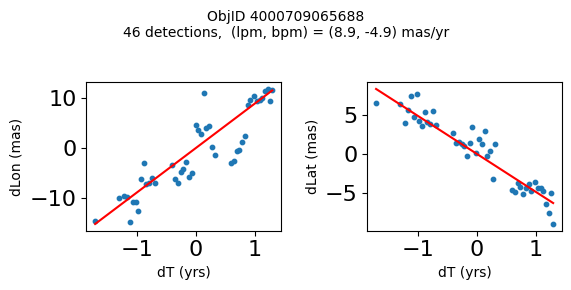 ObjID 4000709065688
46 detections,  (lpm, bpm) = (8.9, -4.9) mas/yr
dLon (mas)
10
0
−10
−1
0
1
dT (yrs)
dLat (mas)
5
0
−5
−1
0
1
dT (yrs)